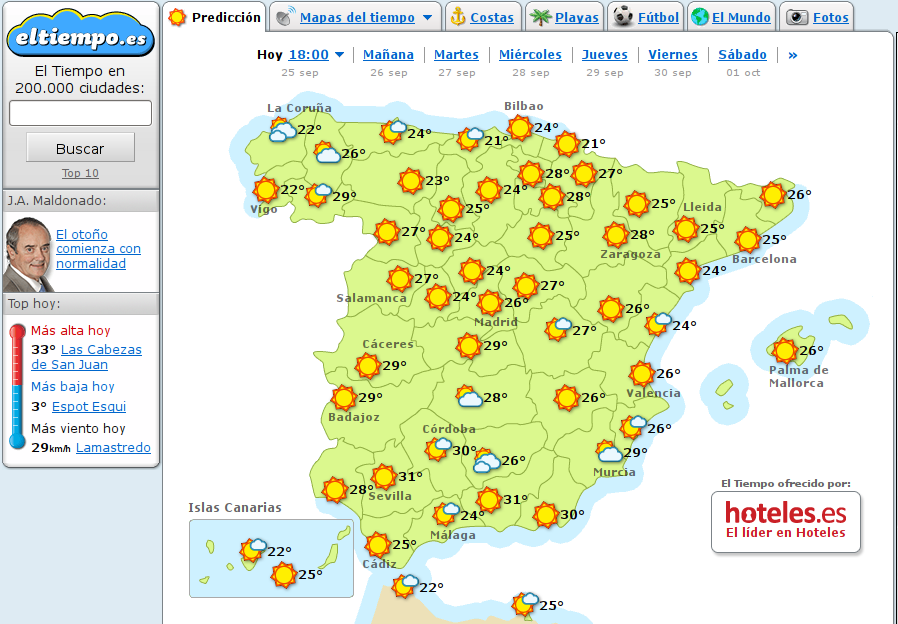 eltiempo.es
El Tiempo en
200.000 ciudades:
Buscar
Top 10
J.A. Maldonado:
El otoño
comienza con
normalidad
Top hoy:
Más alta hoy
33° Las Cabezas
de San Juan
Más baja hoy
3° Espot Esqui
Más viento hoy
29km/h Lamastredo
Predicción Mapas del tiempo Costas Playas Fútbol El Mundo Fotos
Hoy 18:00 Mañana Martes Miércoles Jueves Viernes Sábado »
25 sep 26 sep 27 sep 28 sep 29 sep 30 sep 01 oct
La Coruña Bilbao
22° 24° 21° 24° 21°
26°
22° 29° 23° 25° 24° 28° 28° 27° 25° 26°
Vigo Lleida
27° 24° 25° 28° 25° 25°
Zaragoza Barcelona
27° 24° 24° 26° 27° 24°
Salamanca Madrid
26° 27° 24°
Cáceres
29° 29° 26° 26°
Valencia Palma de
Mallorca
29° 28° 26°
Badajoz
Córdoba
30° 26° 29° 26°
Murcia
28° 31° 31°
Sevilla
24° 30°
Málaga
25°
Cádiz
22° 25°
Islas Canarias
22°
25°
El Tiempo ofrecido por:
hoteles.es
El líder en Hoteles